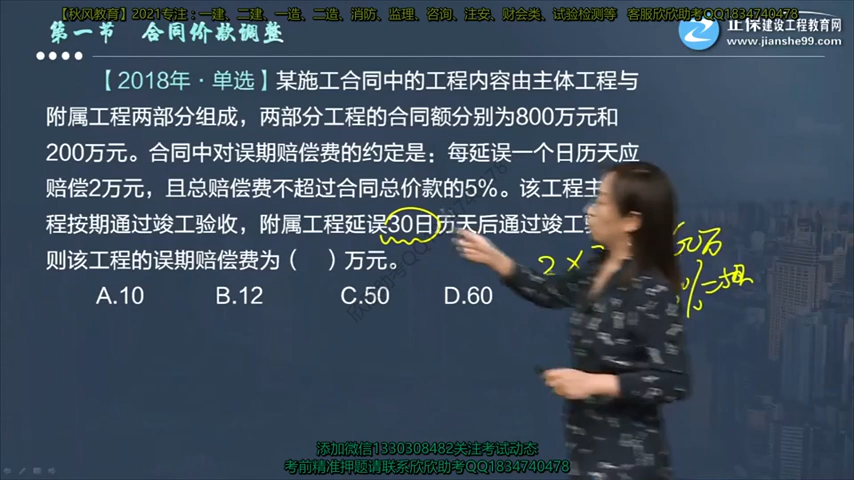 【秋风教育】2021专注：一建、二建、一造、二造、消防、监理、咨询、注安、财会类、试验检测等 客服欣欣助考QQ1834740478
第一节 合同价款调整
正保建设工程教育网
www.jianshe99.com
【2018年·单选】某施工合同中的工程内容由主体工程与
附属工程两部分组成，两部分工程的合同额分别为800万元和
200万元。合同中对误期赔偿费的约定是：每延误一个日历天应
赔偿2万元，且总赔偿费不超过合同总价款的5%。该工程主
程按期通过竣工验收，附属工程延误30日历天后通过竣工
则该工程的误期赔偿费为（ ）万元。
2×
A.10 B.12 C.50 D.60
添加微信1330308482关注考试动态
考前精准押题请联系欣欣助考QQ1834740478